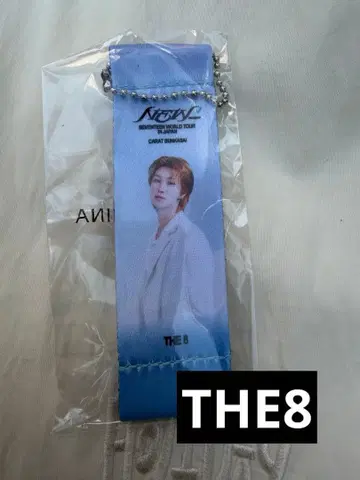 NEW_
SEVENTEEN WORLD TOUR
IN JAPAN
CARAT BUNKASAI
THE 8
THE8